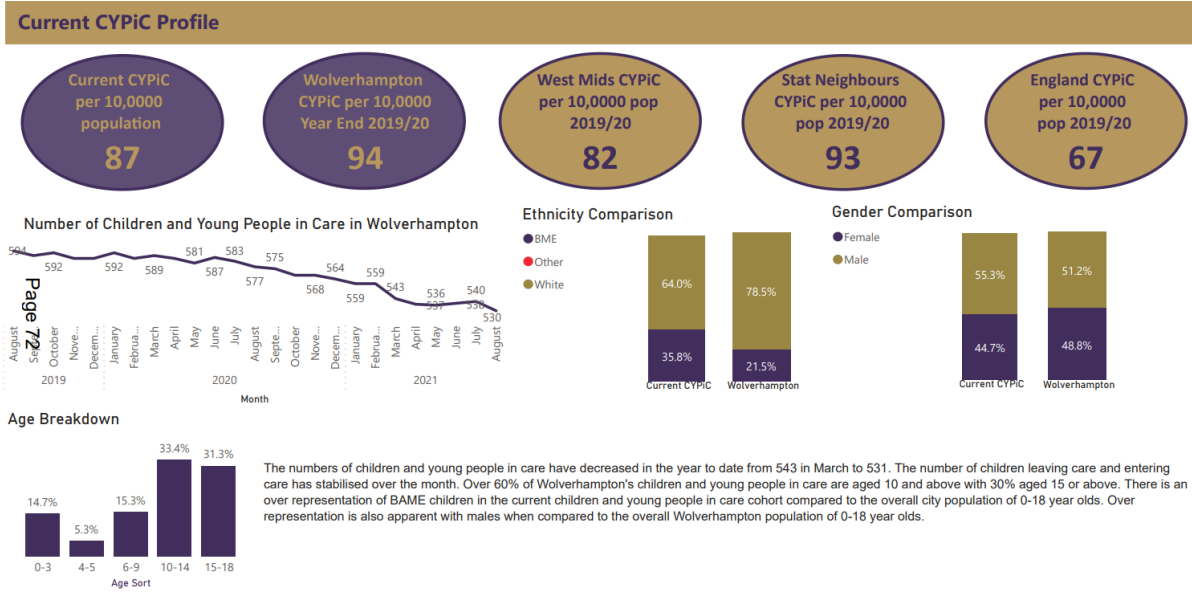 Current CYPiC Profile
Current CYPiC
per 10,0000
population
87
Wolverhampton
CYPiC per 10,0000
Year End 2019/20
94
West Mids CYPiC
per 10,0000 pop
2019/20
82
Stat Neighbours
CYPiC per 10,0000
pop 2019/20
93
England CYPiC
per 10,0000
pop 2019/20
67
Number of Children and Young People in Care in Wolverhampton
594
592
592
589
581
587
583
577
575
568
564
559
559
543
536
537
540
538
530
Page 72
August
Septe...
October
Nove...
Decem...
January
Februa...
March
April
May
June
July
August
Septe...
October
Nove...
Decem...
January
Februa...
March
April
May
June
July
August
2019
2020
2021
Month
Ethnicity Comparison
BME
Other
White
64.0%
78.5%
35.8%
21.5%
Current CYPiC
Wolverhampton
Gender Comparison
Female
Male
55.3%
51.2%
44.7%
48.8%
Current CYPiC
Wolverhampton
Age Breakdown
14.7%
5.3%
15.3%
33.4%
31.3%
0-3
4-5
6-9
10-14
15-18
Age Sort
The numbers of children and young people in care have decreased in the year to date from 543 in March to 531. The number of children leaving care and entering
care has stabilised over the month. Over 60% of Wolverhampton's children and young people in care are aged 10 and above with 30% aged 15 or above. There is an
over representation of BAME children in the current children and young people in care cohort compared to the overall city population of 0-18 year olds. Over
representation is also apparent with males when compared to the overall Wolverhampton population of 0-18 year olds.